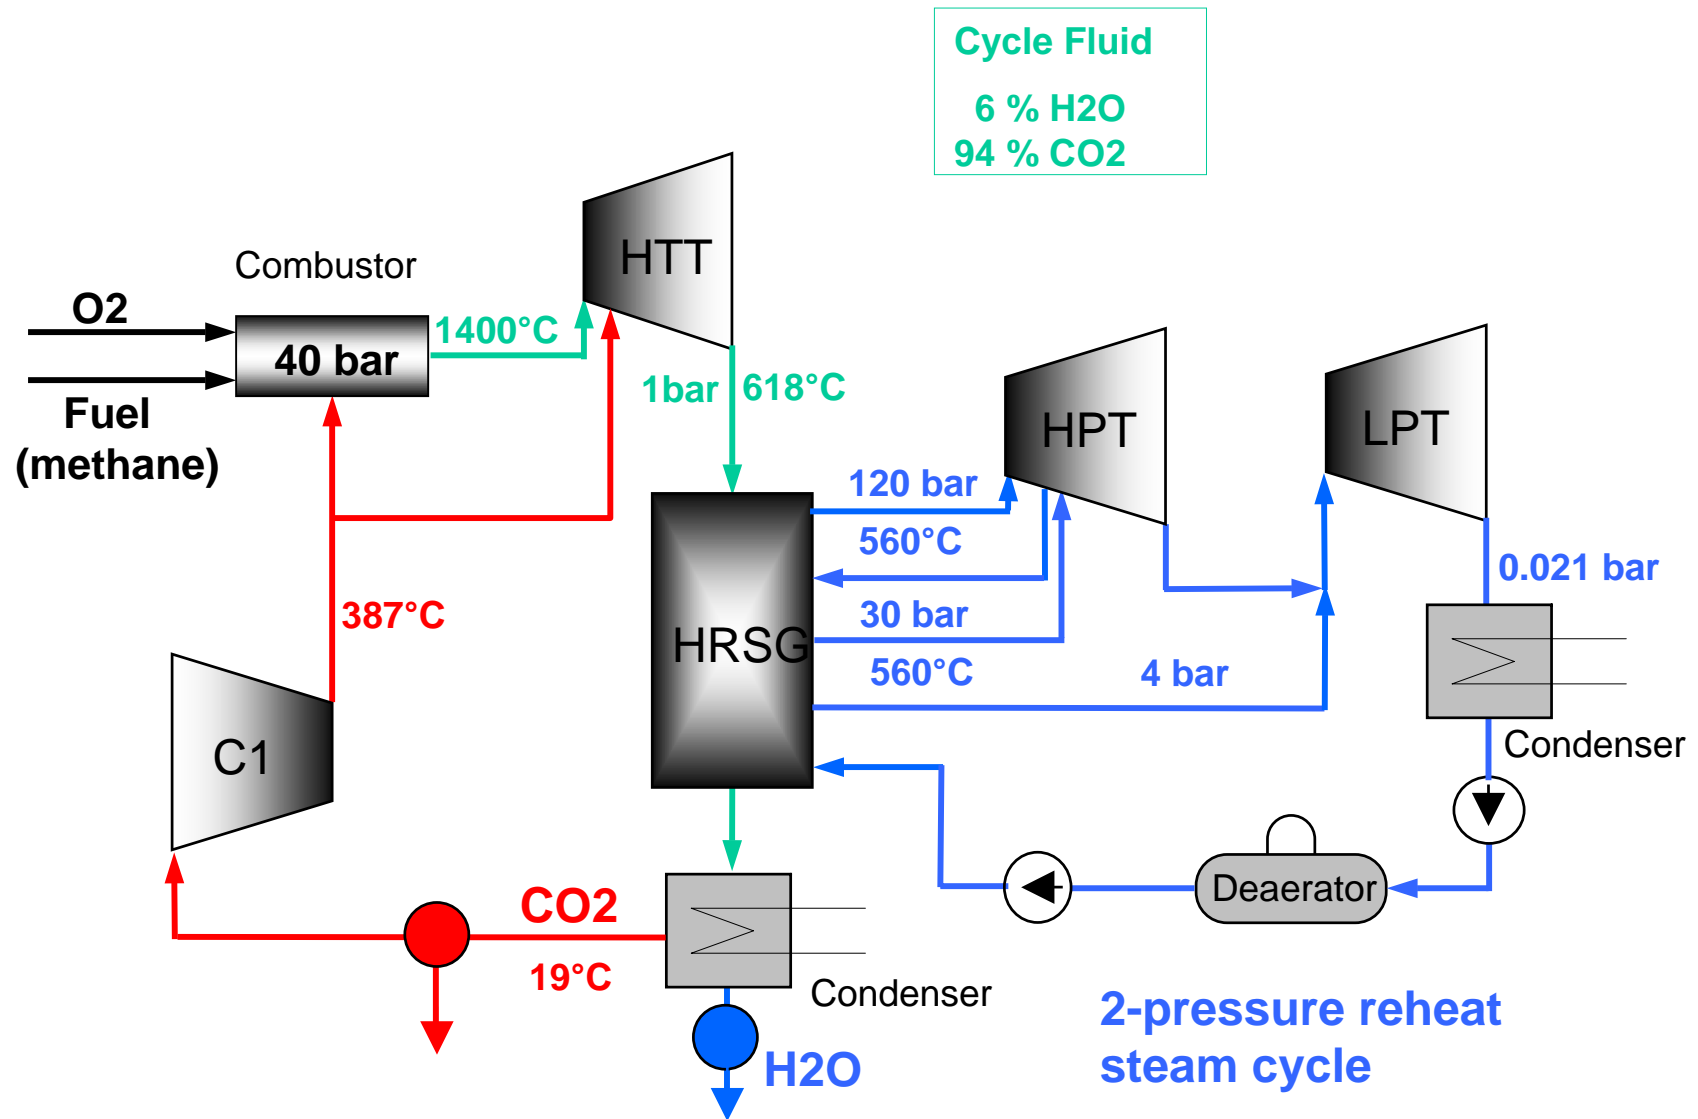 Cycle Fluid
6 % H2O
94 % CO2
HTT
Combustor
O2
1400°C
40 bar
1bar
618°C
Fuel
(methane)
HPT
LPT
120 bar
560°C
0.021 bar
30 bar
387°C
HRSG
560°C
4 bar
C1
Condenser
Deaerator
CO2
19°C
Condenser
2-pressure reheat
steam cycle
H2O